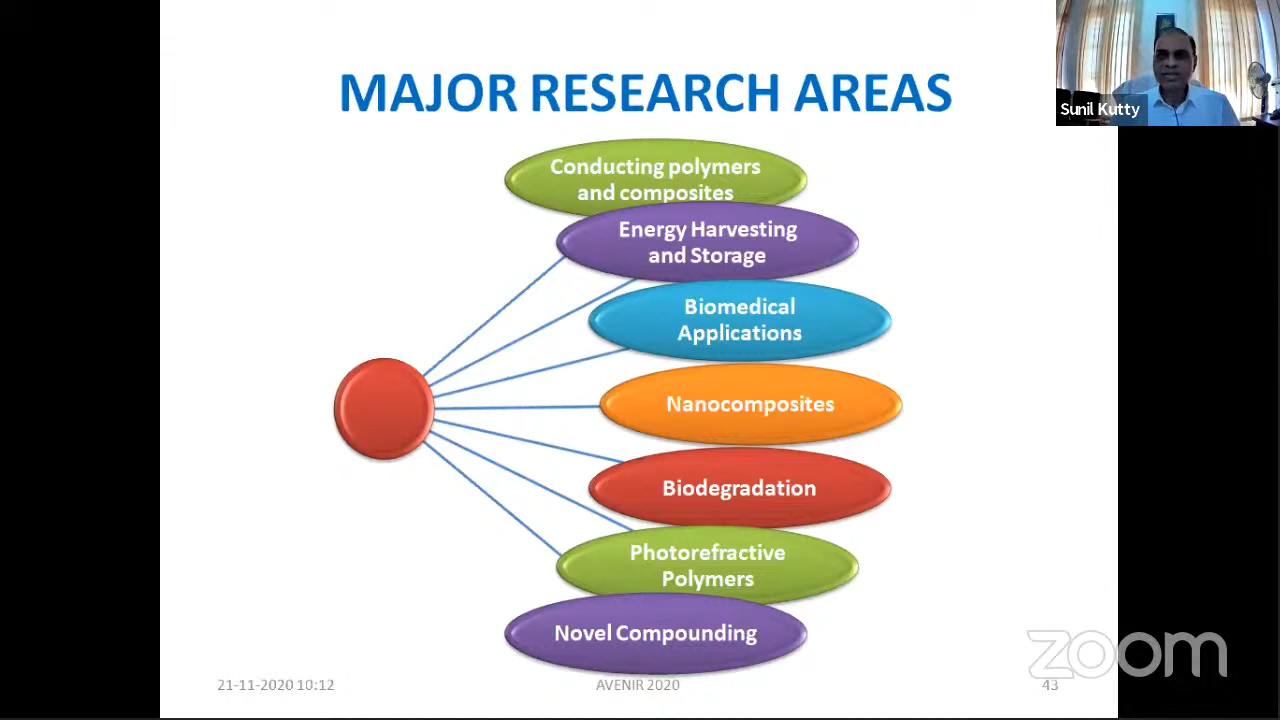 MAJOR RESEARCH AREAS
Sunil Kutty
Conducting polymers
and composites
Energy Harvesting
and Storage
Biomedical
Applications
Nanocomposites
Biodegradation
Photorefractive
Polymers
Novel Compounding
21-11-2020 10:12
AVENIR 2020
43
zoom